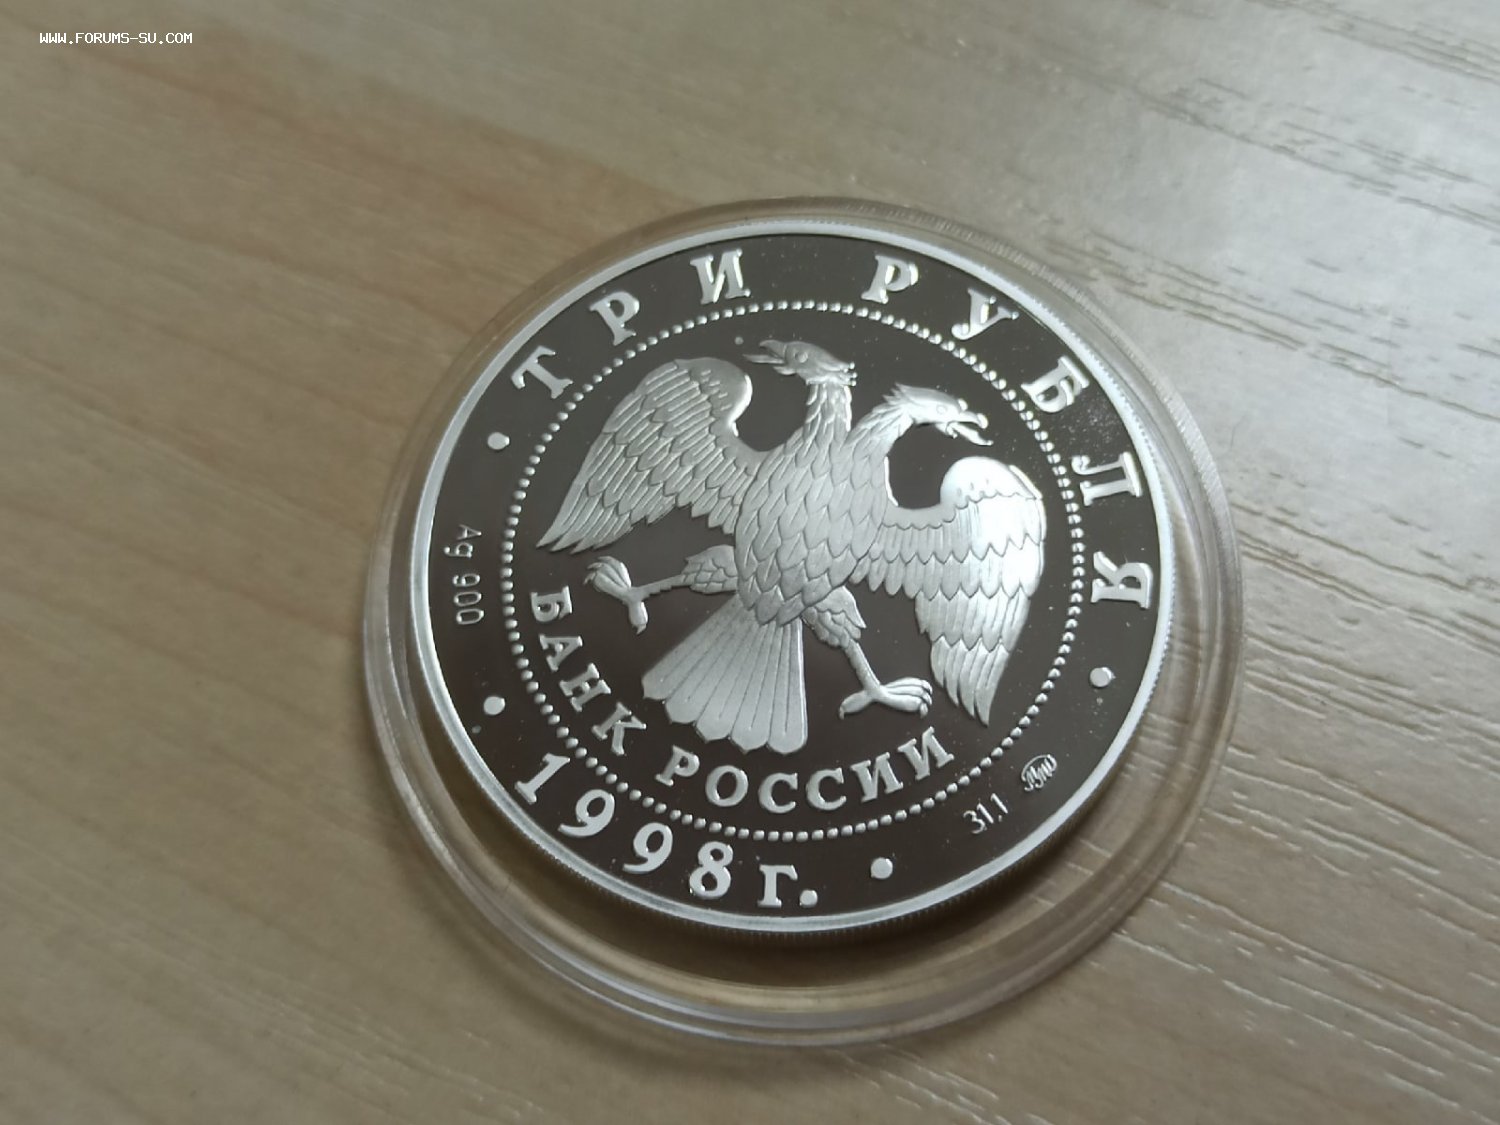 WWW.FORUMS-SU.COM
ТРИ РУБЛЯ
Ag 900
БАНК РОССИИ
31,1
1998г.